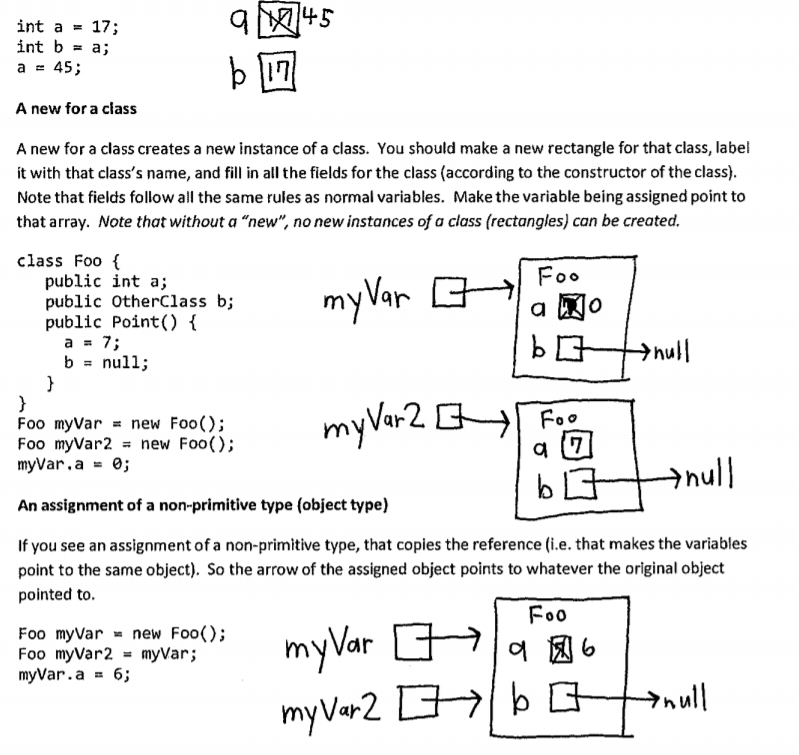 int a = 17;
int b = a;
a = 45;
a 17 45
b 17
A new for a class
A new for a class creates a new instance of a class. You should make a new rectangle for that class, label
it with that class's name, and fill in all the fields for the class (according to the constructor of the class).
Note that fields follow all the same rules as normal variables. Make the variable being assigned point to
that array. Note that without a "new", no new instances of a class (rectangles) can be created.
class Foo {
public int a;
public OtherClass b;
public Point() {
a = 7;
b = null;
}
}
Foo myVar = new Foo();
Foo myVar2 = new Foo();
myVar.a = 0;
myVar
Foo
a 7 0
b null
myVar2
Foo
a 7
b null
An assignment of a non-primitive type (object type)
If you see an assignment of a non-primitive type, that copies the reference (i.e. that makes the variables
point to the same object). So the arrow of the assigned object points to whatever the original object
pointed to.
Foo myVar = new Foo();
Foo myVar2 = myVar;
myVar.a = 6;
myVar
myVar2
Foo
a 6
b null